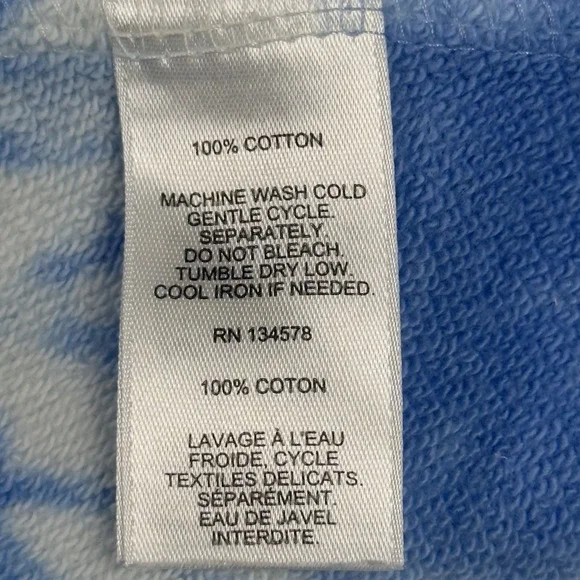 100% COTTON
MACHINE WASH COLD
GENTLE CYCLE.
SEPARATELY.
DO NOT BLEACH.
TUMBLE DRY LOW.
COOL IRON IF NEEDED.
RN 134578
100% COTON
LAVAGE À L'EAU
FROIDE, CYCLE
TEXTILES DELICATS.
SÉPARÉMENT.
EAU DE JAVEL
INTERDITE.